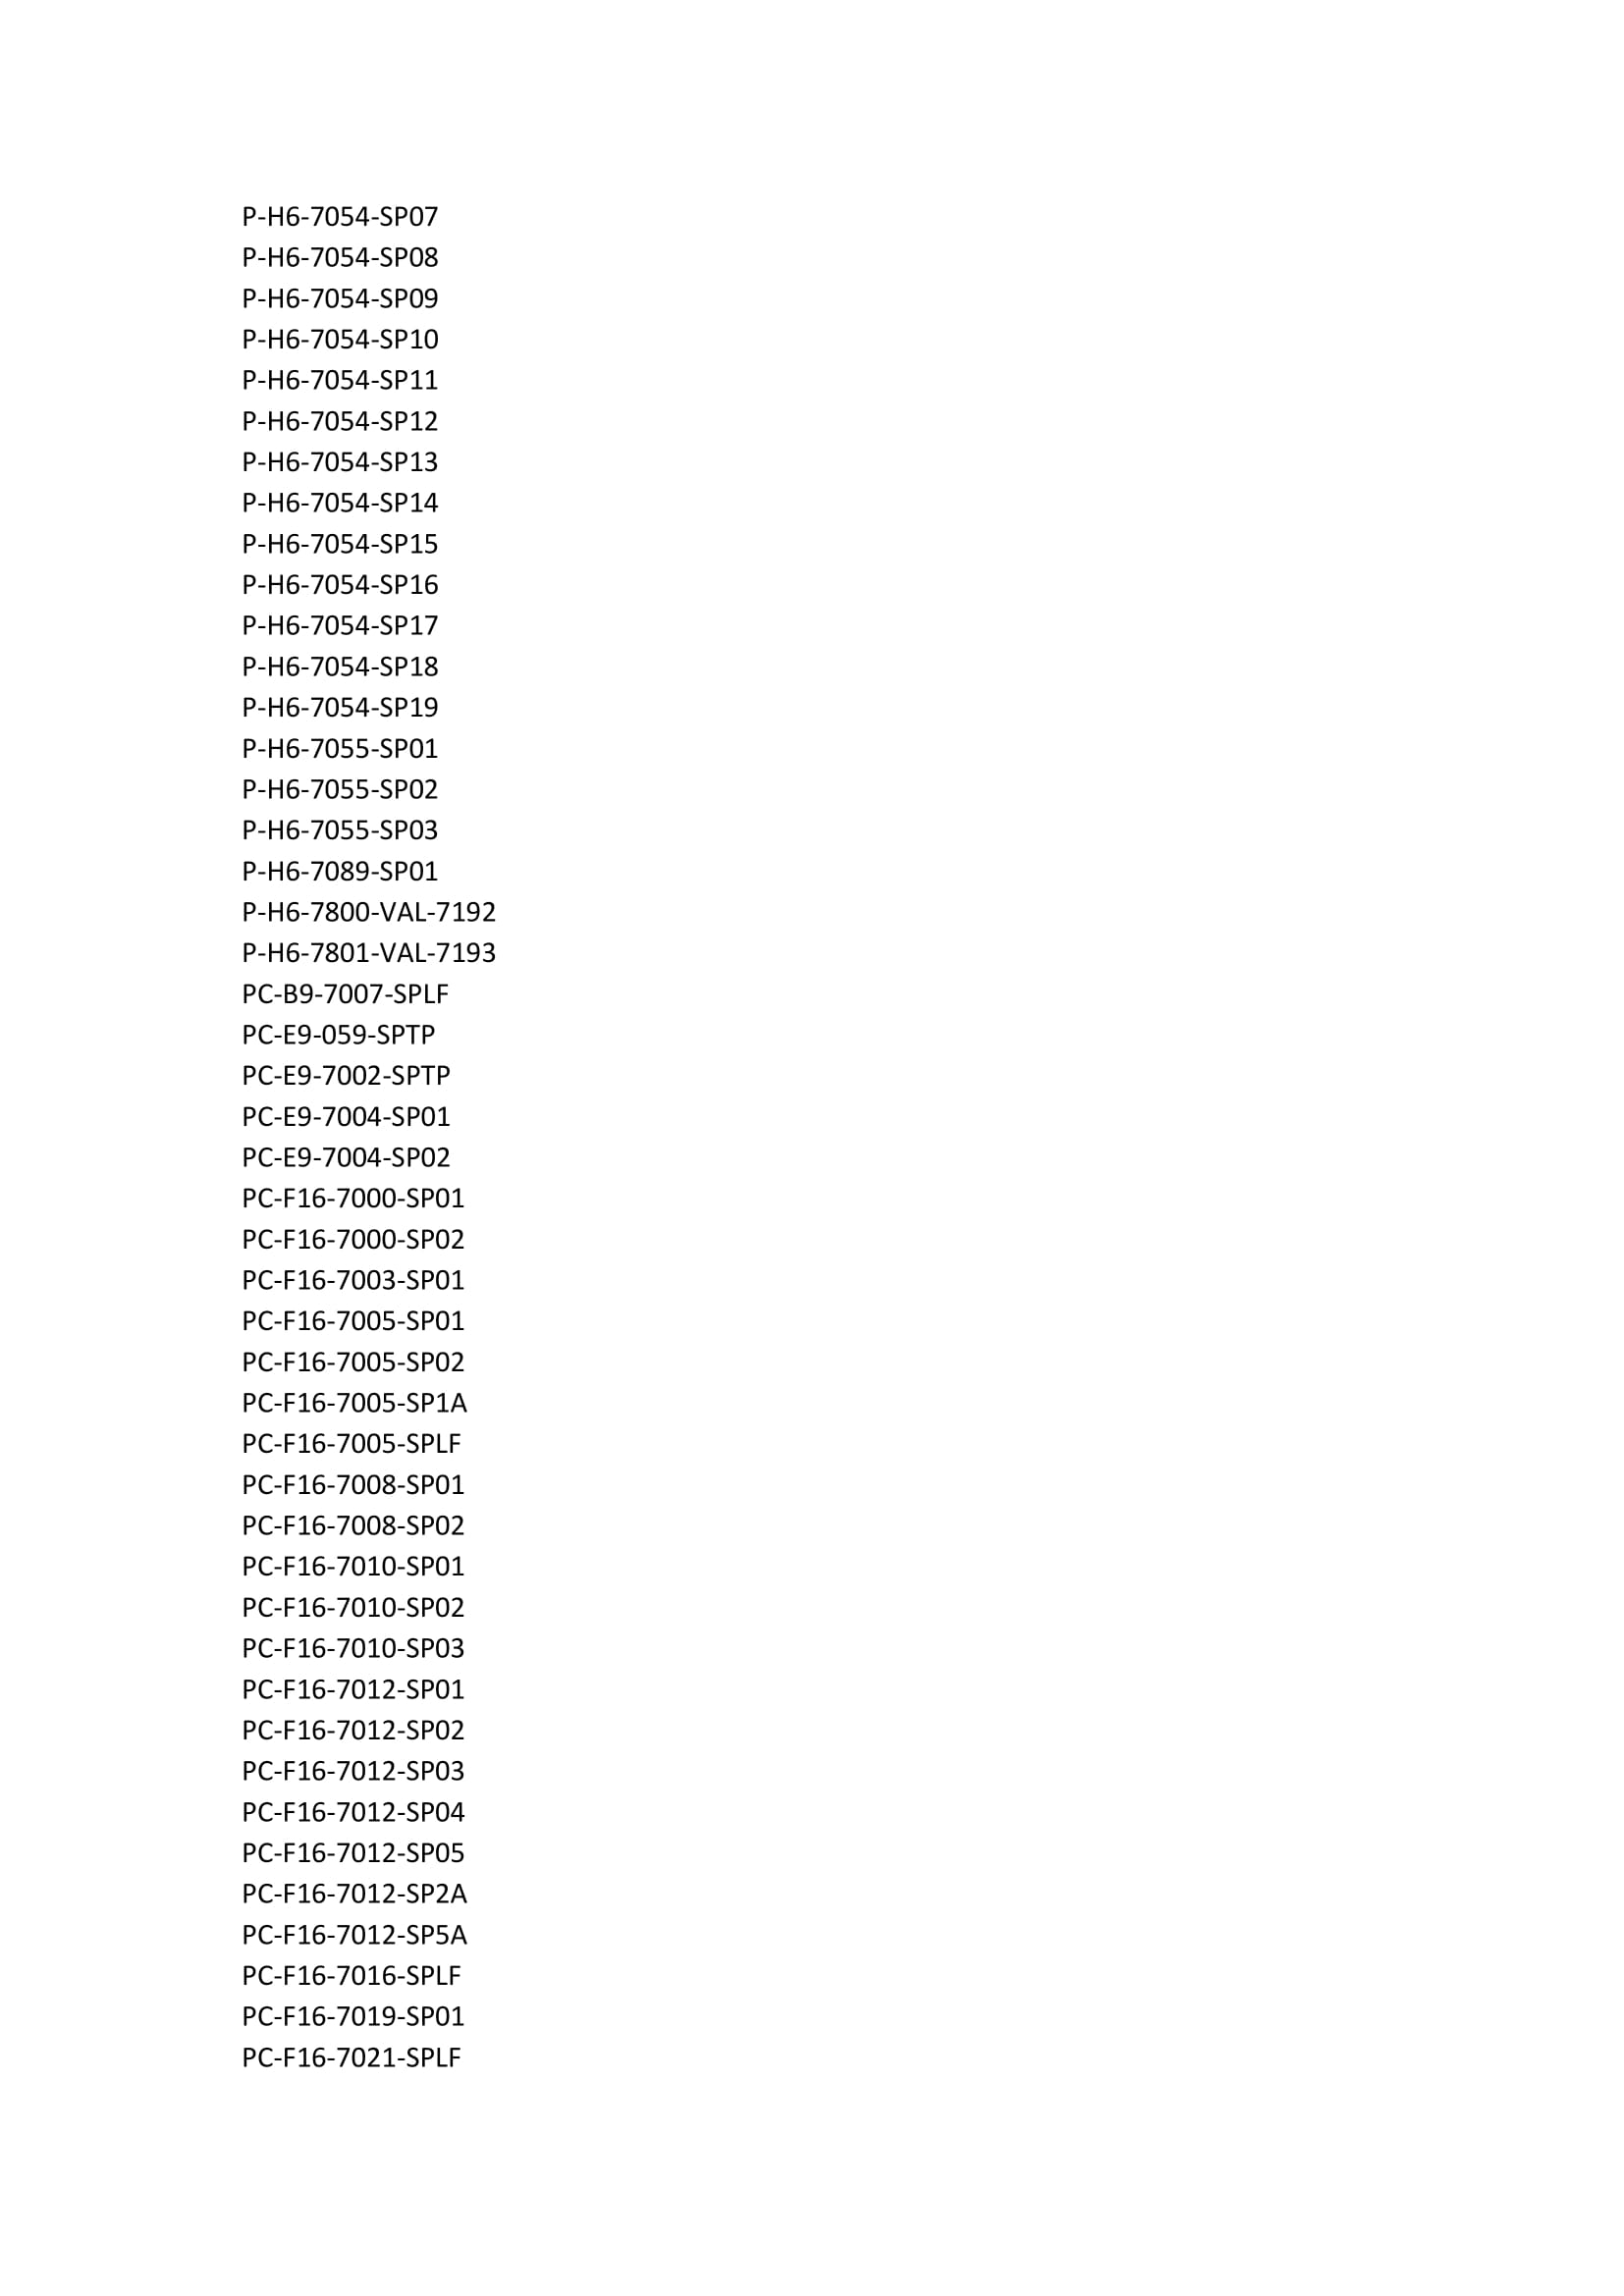 P-H6-7054-SP07
P-H6-7054-SP08
P-H6-7054-SP09
P-H6-7054-SP10
P-H6-7054-SP11
P-H6-7054-SP12
P-H6-7054-SP13
P-H6-7054-SP14
P-H6-7054-SP15
P-H6-7054-SP16
P-H6-7054-SP17
P-H6-7054-SP18
P-H6-7054-SP19
P-H6-7055-SP01
P-H6-7055-SP02
P-H6-7055-SP03
P-H6-7089-SP01
P-H6-7800-VAL-7192
P-H6-7801-VAL-7193
PC-B9-7007-SPLF
PC-E9-059-SPTP
PC-E9-7002-SPTP
PC-E9-7004-SP01
PC-E9-7004-SP02
PC-F16-7000-SP01
PC-F16-7000-SP02
PC-F16-7003-SP01
PC-F16-7005-SP01
PC-F16-7005-SP02
PC-F16-7005-SP1A
PC-F16-7005-SPLF
PC-F16-7008-SP01
PC-F16-7008-SP02
PC-F16-7010-SP01
PC-F16-7010-SP02
PC-F16-7010-SP03
PC-F16-7012-SP01
PC-F16-7012-SP02
PC-F16-7012-SP03
PC-F16-7012-SP04
PC-F16-7012-SP05
PC-F16-7012-SP2A
PC-F16-7012-SP5A
PC-F16-7016-SPLF
PC-F16-7019-SP01
PC-F16-7021-SPLF